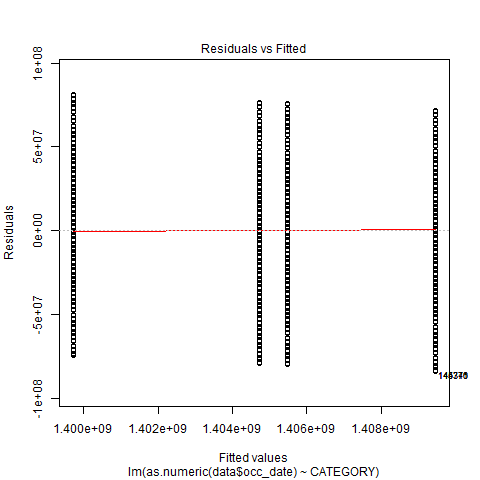 Residuals vs Fitted
Residuals
1e+08
5e+07
0e+00
-5e+07
-1e+08
1.400e+09 1.402e+09 1.404e+09 1.406e+09 1.408e+09
Fitted values
lm(as.numeric(data$occ_date) ~ CATEGORY)